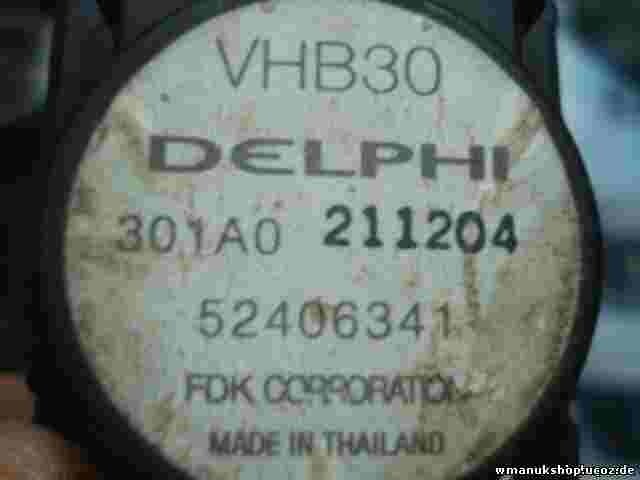 VHB30
DELPHI
301A0 211204
52406341
FDK CORPORATION
MADE IN THAILAND
wmanukshop.ucoz.de